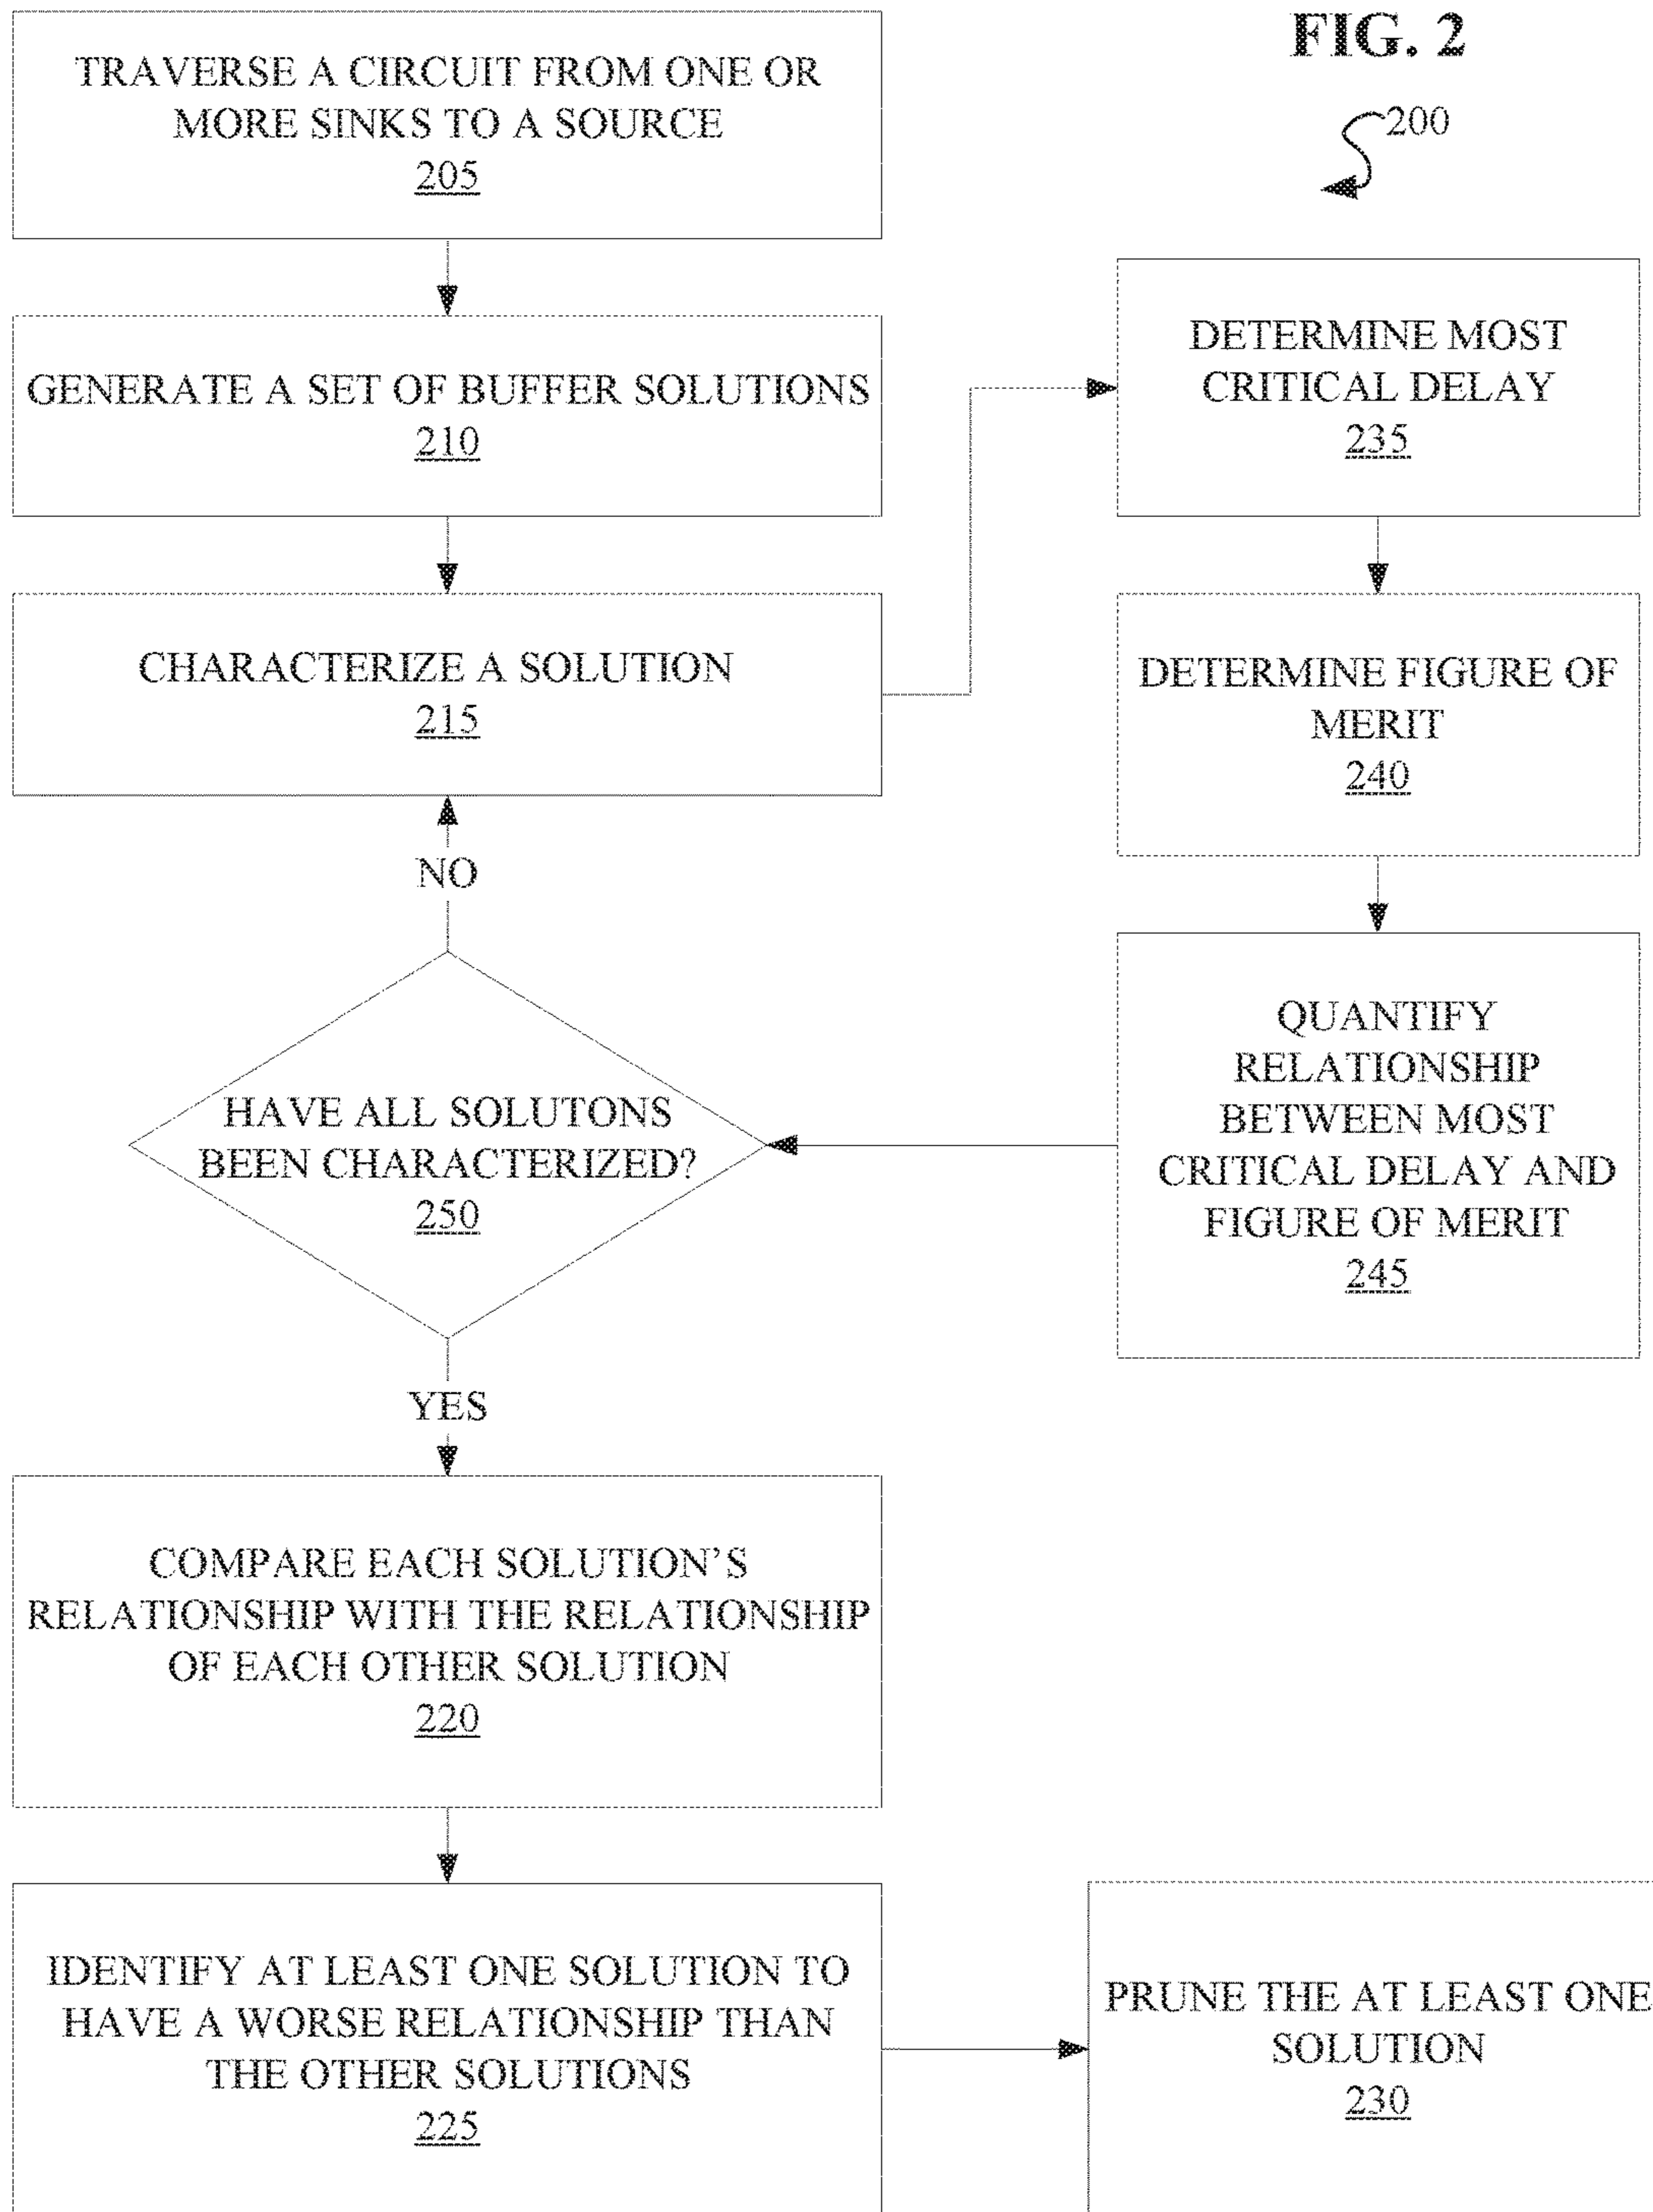 FIG. 2
200
TRAVERSE A CIRCUIT FROM ONE OR
MORE SINKS TO A SOURCE
205
GENERATE A SET OF BUFFER SOLUTIONS
210
CHARACTERIZE A SOLUTION
215
DETERMINE MOST
CRITICAL DELAY
235
DETERMINE FIGURE OF
MERIT
240
QUANTIFY
RELATIONSHIP
BETWEEN MOST
CRITICAL DELAY AND
FIGURE OF MERIT
245
NO
HAVE ALL SOLUTONS
BEEN CHARACTERIZED?
250
YES
COMPARE EACH SOLUTION'S
RELATIONSHIP WITH THE RELATIONSHIP
OF EACH OTHER SOLUTION
220
IDENTIFY AT LEAST ONE SOLUTION TO
HAVE A WORSE RELATIONSHIP THAN
THE OTHER SOLUTIONS
225
PRUNE THE AT LEAST ONE
SOLUTION
230